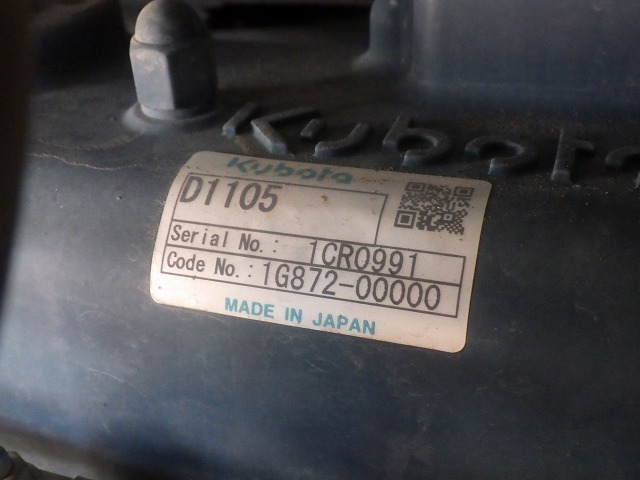 Kubota
Kubota
D1105
Serial No.: 1CR0991
Code No.: 1G872-00000
MADE IN JAPAN